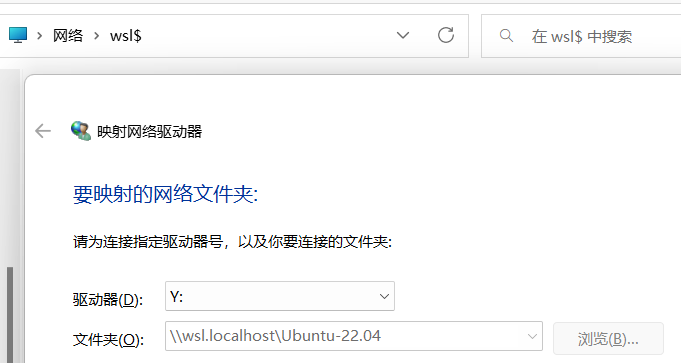 网络 wsl$ 在 wsl$ 中搜索
映射网络驱动器
要映射的网络文件夹:
请为连接指定驱动器号，以及你要连接的文件夹:
驱动器(D): Y:
文件夹(O): \\wsl.localhost\Ubuntu-22.04 浏览(B)...